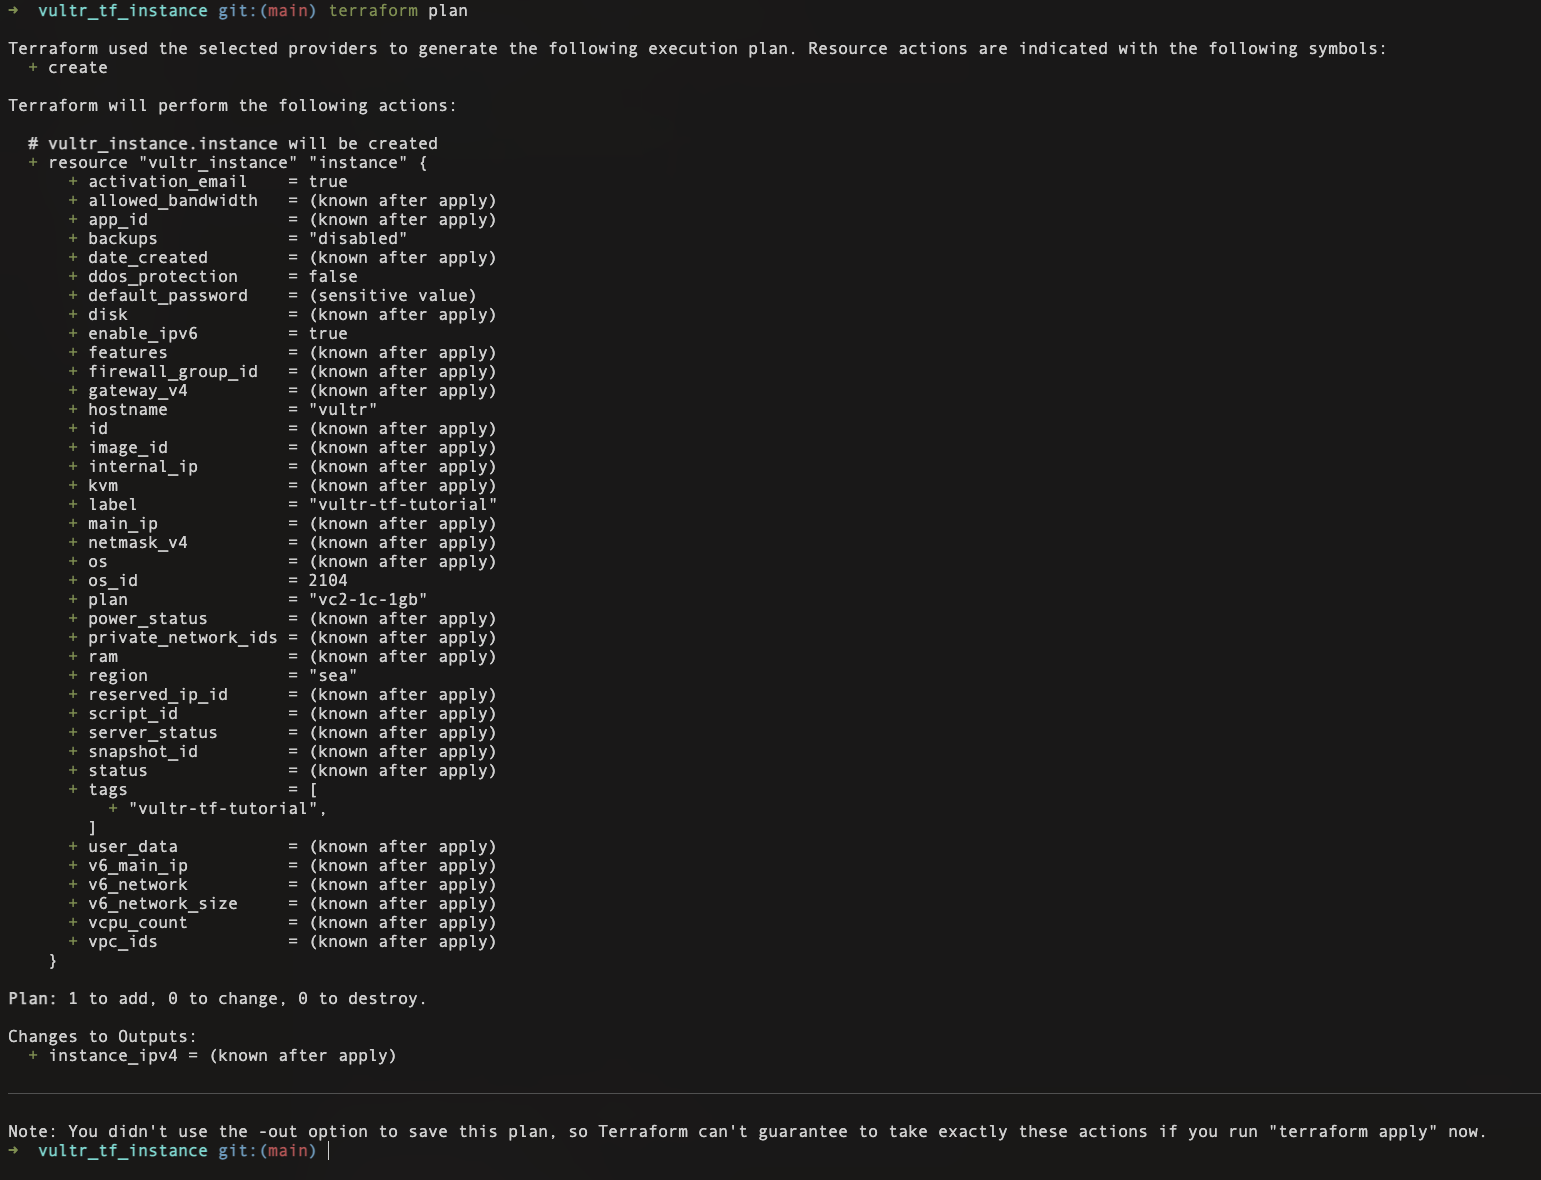 →  vultr_tf_instance git:(main) terraform plan

Terraform used the selected providers to generate the following execution plan. Resource actions are indicated with the following symbols:
  + create

Terraform will perform the following actions:

  # vultr_instance.instance will be created
  + resource "vultr_instance" "instance" {
      + activation_email    = true
      + allowed_bandwidth   = (known after apply)
      + app_id              = (known after apply)
      + backups             = "disabled"
      + date_created        = (known after apply)
      + ddos_protection     = false
      + default_password    = (sensitive value)
      + disk                = (known after apply)
      + enable_ipv6         = true
      + features            = (known after apply)
      + firewall_group_id   = (known after apply)
      + gateway_v4          = (known after apply)
      + hostname            = "vultr"
      + id                  = (known after apply)
      + image_id            = (known after apply)
      + internal_ip         = (known after apply)
      + kvm                 = (known after apply)
      + label               = "vultr-tf-tutorial"
      + main_ip             = (known after apply)
      + netmask_v4          = (known after apply)
      + os                  = (known after apply)
      + os_id               = 2104
      + plan                = "vc2-1c-1gb"
      + power_status        = (known after apply)
      + private_network_ids = (known after apply)
      + ram                 = (known after apply)
      + region              = "sea"
      + reserved_ip_id      = (known after apply)
      + script_id           = (known after apply)
      + server_status       = (known after apply)
      + snapshot_id         = (known after apply)
      + status              = (known after apply)
      + tags                = [
          + "vultr-tf-tutorial",
        ]
      + user_data           = (known after apply)
      + v6_main_ip          = (known after apply)
      + v6_network          = (known after apply)
      + v6_network_size     = (known after apply)
      + vcpu_count          = (known after apply)
      + vpc_ids             = (known after apply)
    }

Plan: 1 to add, 0 to change, 0 to destroy.

Changes to Outputs:
  + instance_ipv4 = (known after apply)

Note: You didn't use the -out option to save this plan, so Terraform can't guarantee to take exactly these actions if you run "terraform apply" now.
→  vultr_tf_instance git:(main)